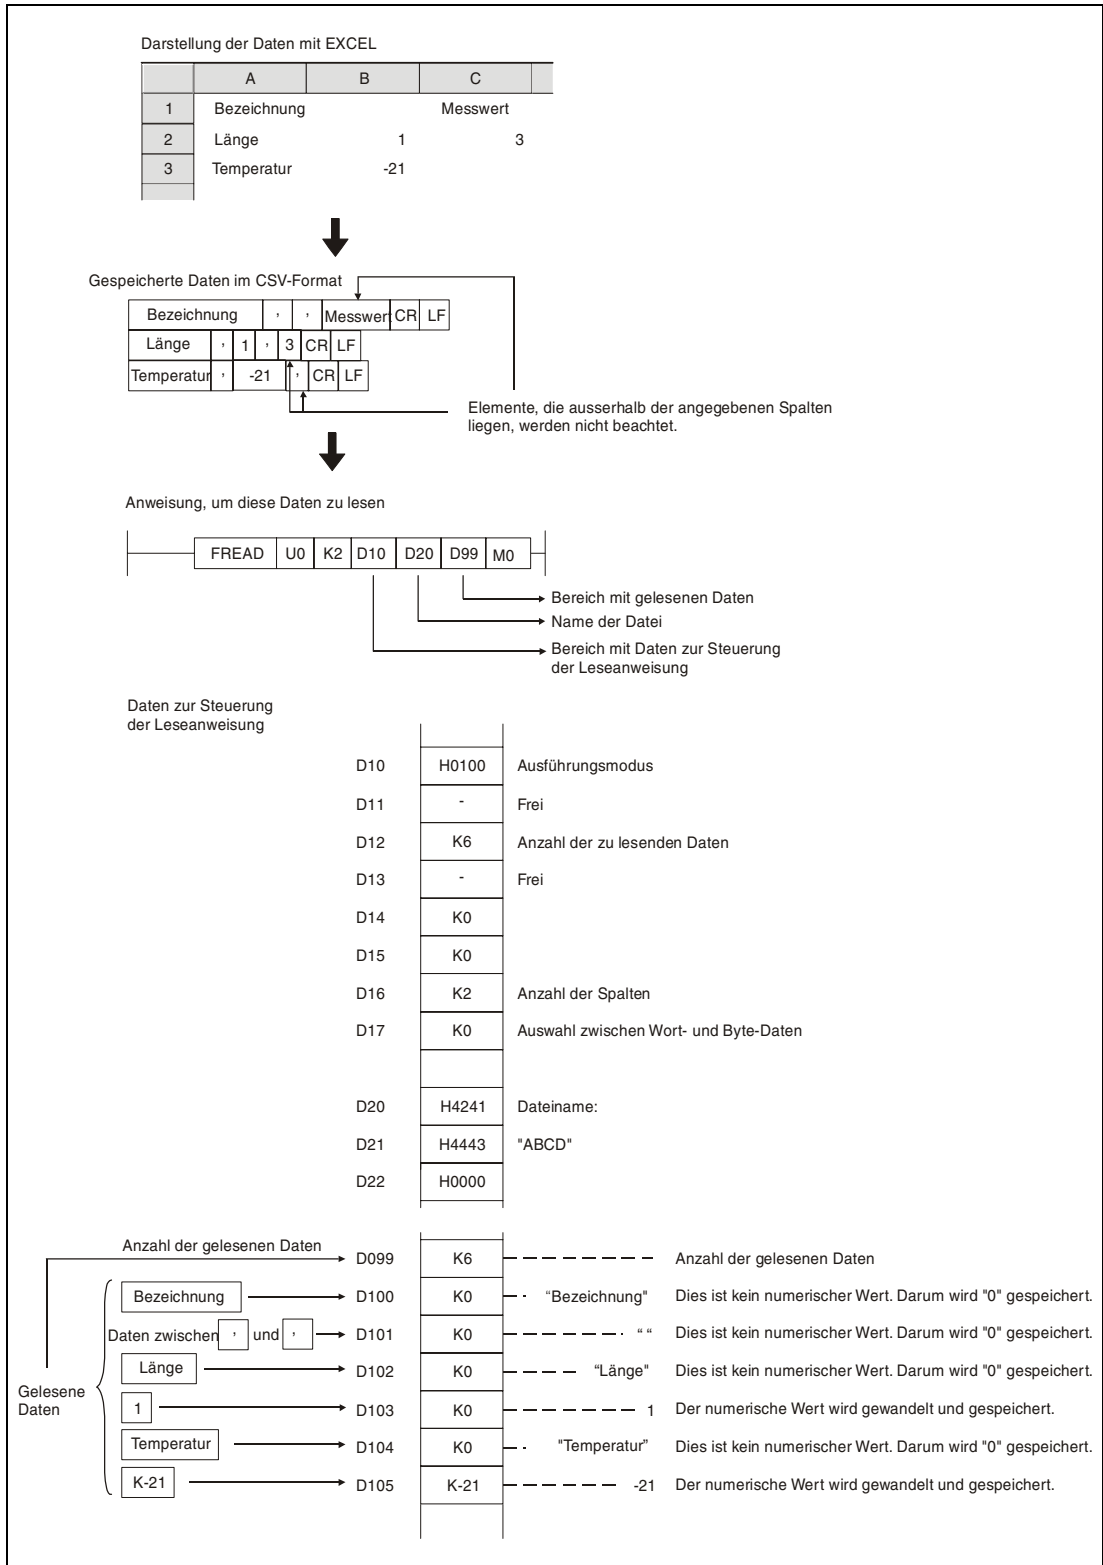 Darstellung der Daten mit EXCEL
A B C
1 Bezeichnung Messwert
2 Länge 1 3
3 Temperatur -21
Gespeicherte Daten im CSV-Format
Bezeichnung , , Messwert CR LF
Länge , 1 , 3 CR LF
Temperatur , -21 , CR LF
Elemente, die ausserhalb der angegebenen Spalten
liegen, werden nicht beachtet.
Anweisung, um diese Daten zu lesen
FREAD U0 K2 D10 D20 D99 M0
Bereich mit gelesenen Daten
Name der Datei
Bereich mit Daten zur Steuerung
der Leseanweisung
Daten zur Steuerung
der Leseanweisung
D10 H0100 Ausführungsmodus
D11 - Frei
D12 K6 Anzahl der zu lesenden Daten
D13 - Frei
D14 K0
D15 K0
D16 K2 Anzahl der Spalten
D17 K0 Auswahl zwischen Wort- und Byte-Daten
D20 H4241 Dateiname:
D21 H4443 "ABCD"
D22 H0000
Anzahl der gelesenen Daten D099 K6 Anzahl der gelesenen Daten
Bezeichnung D100 K0 “Bezeichnung" Dies ist kein numerischer Wert. Darum wird "0" gespeichert.
Daten zwischen , und , D101 K0 “ “ Dies ist kein numerischer Wert. Darum wird "0" gespeichert.
Länge D102 K0 “Länge" Dies ist kein numerischer Wert. Darum wird "0" gespeichert.
Gelesene
Daten
1 D103 K0 1 Der numerische Wert wird gewandelt und gespeichert.
Temperatur D104 K0 "Temperatur” Dies ist kein numerischer Wert. Darum wird "0" gespeichert.
K-21 D105 K-21 -21 Der numerische Wert wird gewandelt und gespeichert.